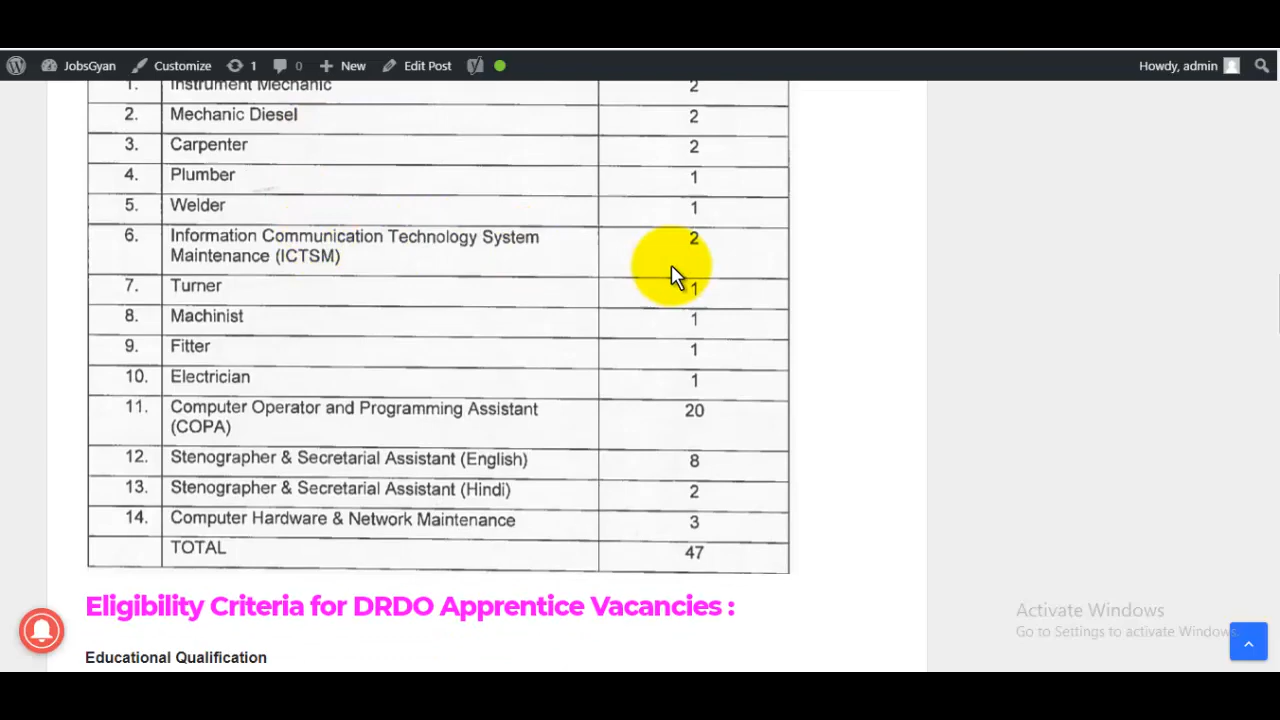 JobsGyan Customize 1 0 New Edit Post Howdy, admin
1. Instrument Mechanic 2
2. Mechanic Diesel 2
3. Carpenter 2
4. Plumber 1
5. Welder 1
6. Information Communication Technology System 2
Maintenance (ICTSM)
7. Turner 1
8. Machinist 1
9. Fitter 1
10. Electrician 1
11. Computer Operator and Programming Assistant 20
(COPA)
12. Stenographer & Secretarial Assistant (English) 8
13. Stenographer & Secretarial Assistant (Hindi) 2
14. Computer Hardware & Network Maintenance 3
TOTAL 47
Eligibility Criteria for DRDO Apprentice Vacancies :
Educational Qualification
Activate Windows
Go to Settings to activate Windows.